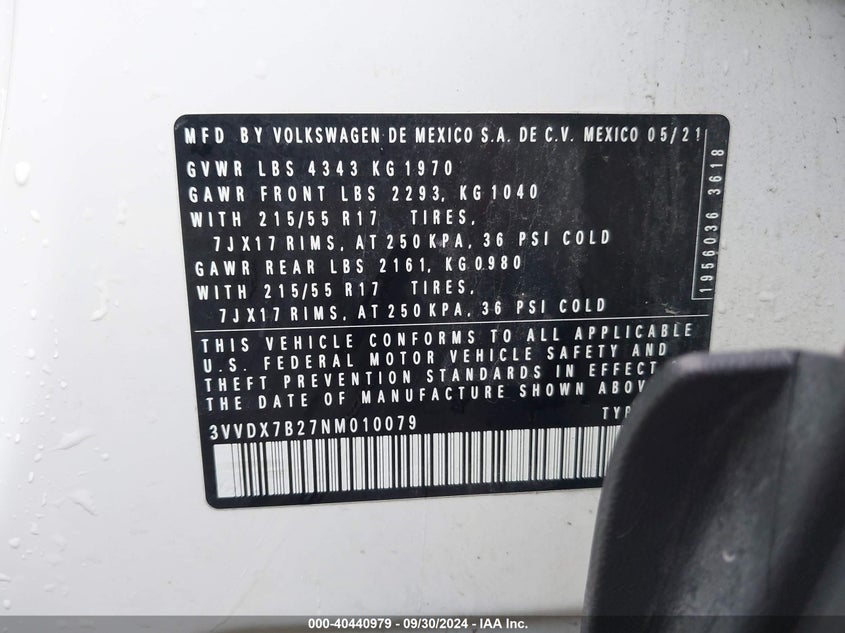 MFD BY VOLKSWAGEN DE MEXICO S.A. DE C.V. MEXICO 05/21
GVWR LBS 4343 KG 1970
GAWR FRONT LBS 2293, KG 1040
WITH 215/55 R17 TIRES,
7JX17 RIMS, AT 250 KPA, 36 PSI COLD
GAWR REAR LBS 2161, KG 0980
WITH 215/55 R17 TIRES,
7JX17 RIMS, AT 250 KPA, 36 PSI COLD
1956036 3618
THIS VEHICLE CONFORMS TO ALL APPLICABLE
U.S. FEDERAL MOTOR VEHICLE SAFETY AND
THEFT PREVENTION STANDARDS IN EFFECT
THE DATE OF MANUFACTURE SHOWN ABOV
3VVDX7B27NM010079 TYP
000-40440979 - 09/30/2024 - IAA Inc.